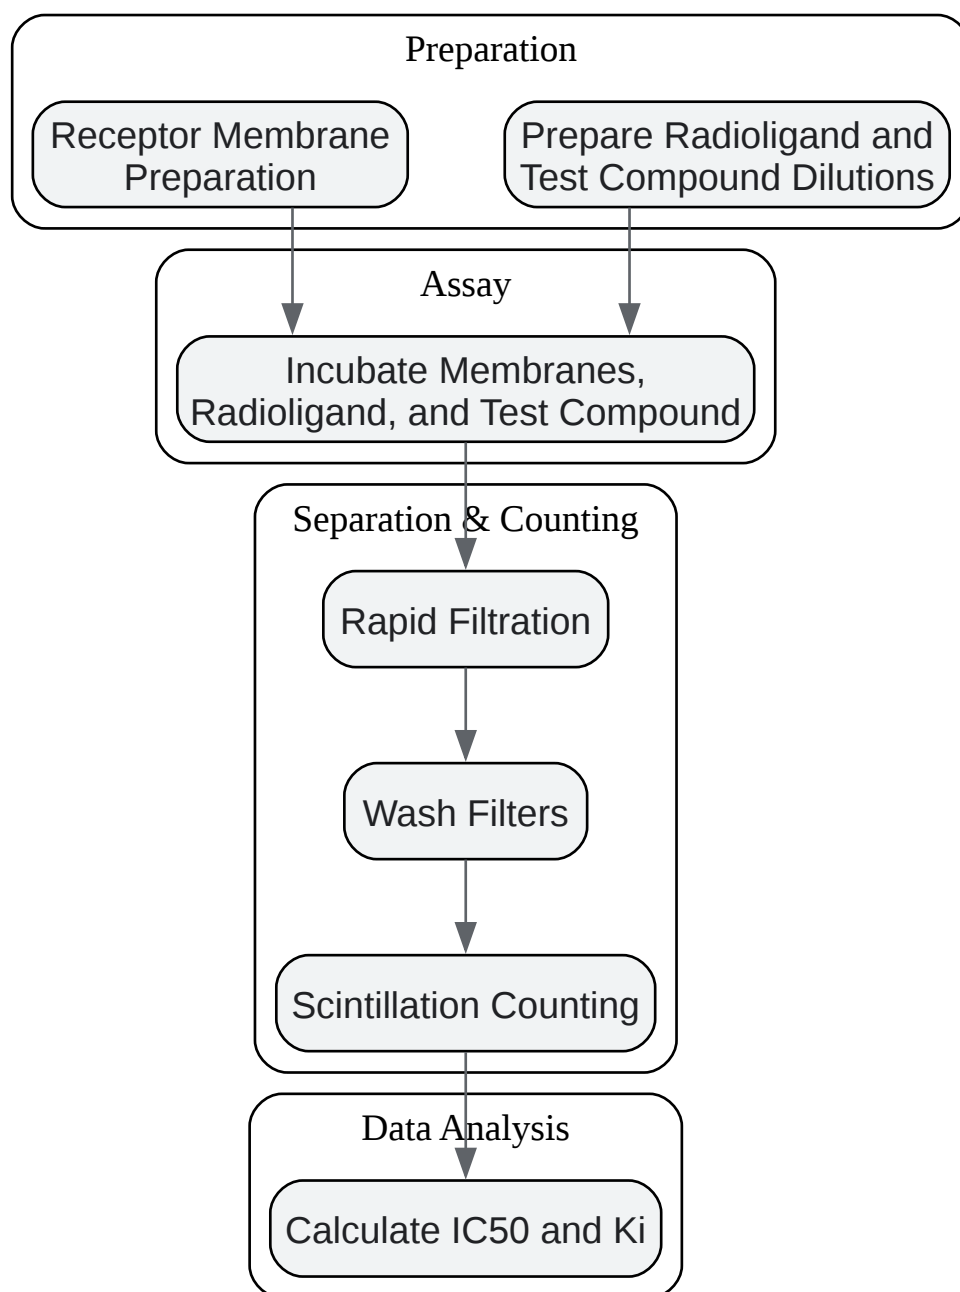 Preparation
Receptor Membrane
Preparation
Prepare Radioligand and
Test Compound Dilutions
Assay
Incubate Membranes,
Radioligand, and Test Compound
Separation & Counting
Rapid Filtration
Wash Filters
Scintillation Counting
Data Analysis
Calculate IC50 and Ki